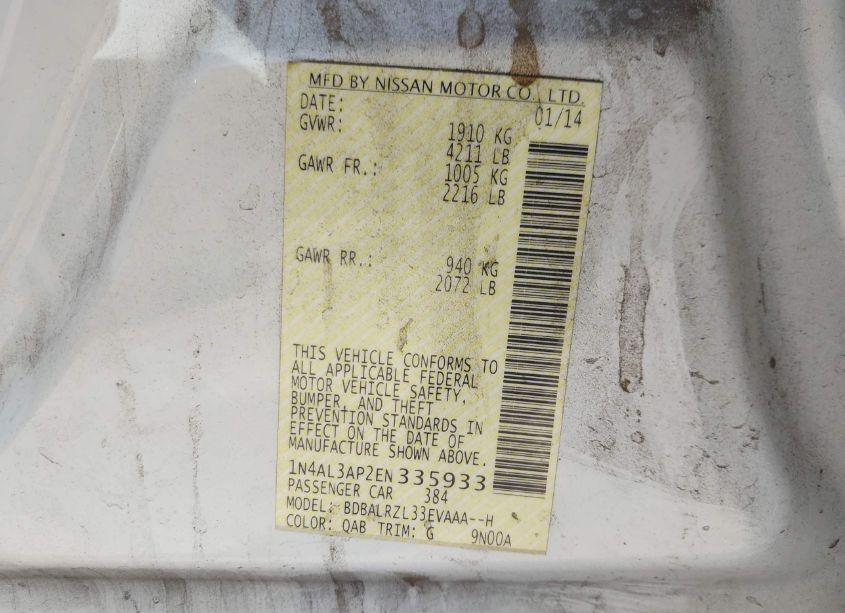 MFD BY NISSAN MOTOR CO., LTD.
DATE: 01/14
GVWR: 1910 KG
4211 LB
GAWR FR.: 1005 KG
2216 LB
GAWR RR.: 940 KG
2072 LB
THIS VEHICLE CONFORMS TO
ALL APPLICABLE FEDERAL
MOTOR VEHICLE SAFETY,
BUMPER, AND THEFT
PREVENTION STANDARDS IN
EFFECT ON THE DATE OF
MANUFACTURE SHOWN ABOVE.
1N4AL3AP2EN335933
PASSENGER CAR 384
MODEL: BDBALRZL33EVAAA--H
COLOR: QAB TRIM: G 9N00A